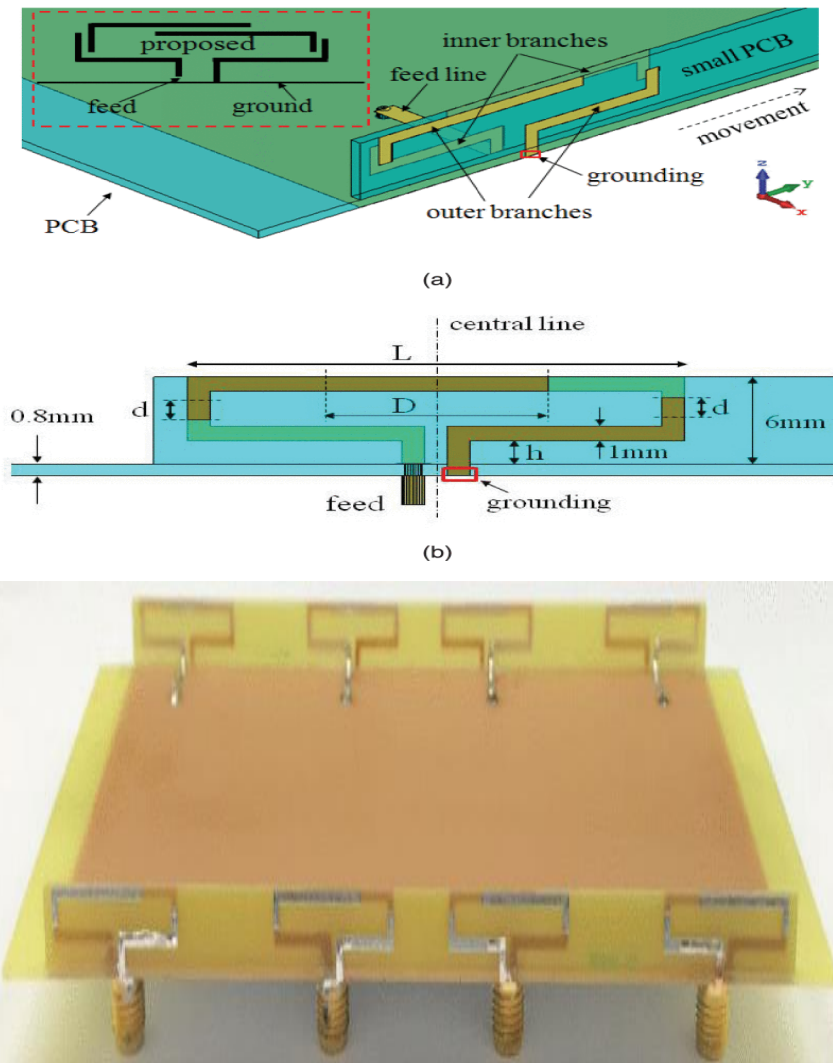 proposed
feed
ground
inner branches
feed line
small PCB
movement
grounding
outer branches
PCB
z
y
x
(a)
central line
L
d
D
d
0.8mm
6mm
h
1mm
feed
grounding
(b)